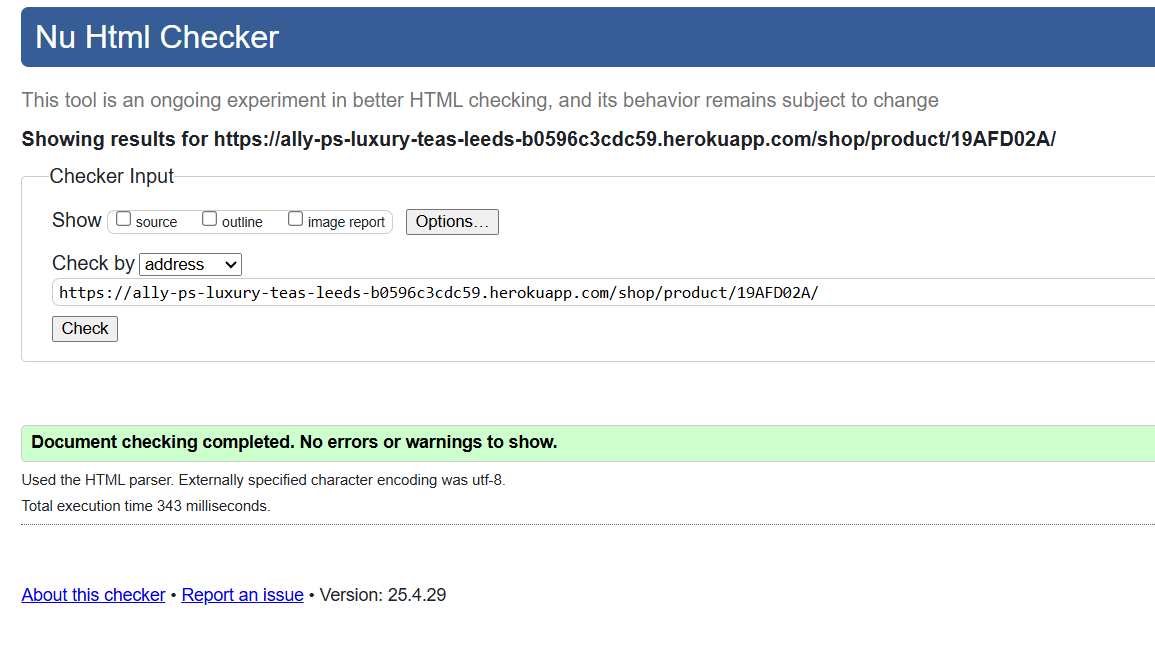 Nu Html Checker
This tool is an ongoing experiment in better HTML checking, and its behavior remains subject to change
Showing results for https://ally-ps-luxury-teas-leeds-b0596c3cdc59.herokuapp.com/shop/product/19AFD02A/
Checker Input
Show source outline image report Options...
Check by address
https://ally-ps-luxury-teas-leeds-b0596c3cdc59.herokuapp.com/shop/product/19AFD02A/
Check
Document checking completed. No errors or warnings to show.
Used the HTML parser. Externally specified character encoding was utf-8.
Total execution time 343 milliseconds.
About this checker • Report an issue • Version: 25.4.29